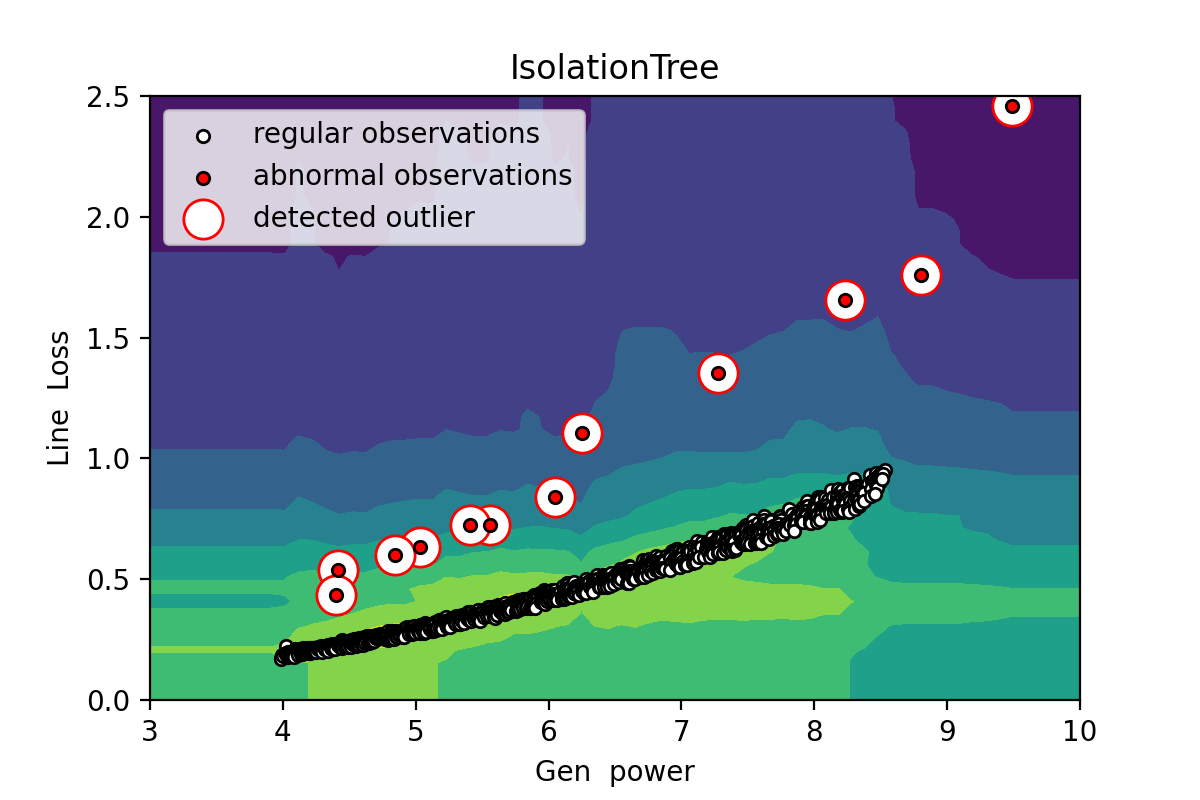 IsolationTree
2.5
2.0
1.5
1.0
0.5
0.0
Line Loss
regular observations
abnormal observations
detected outlier
3 4 5 6 7 8 9 10
Gen power